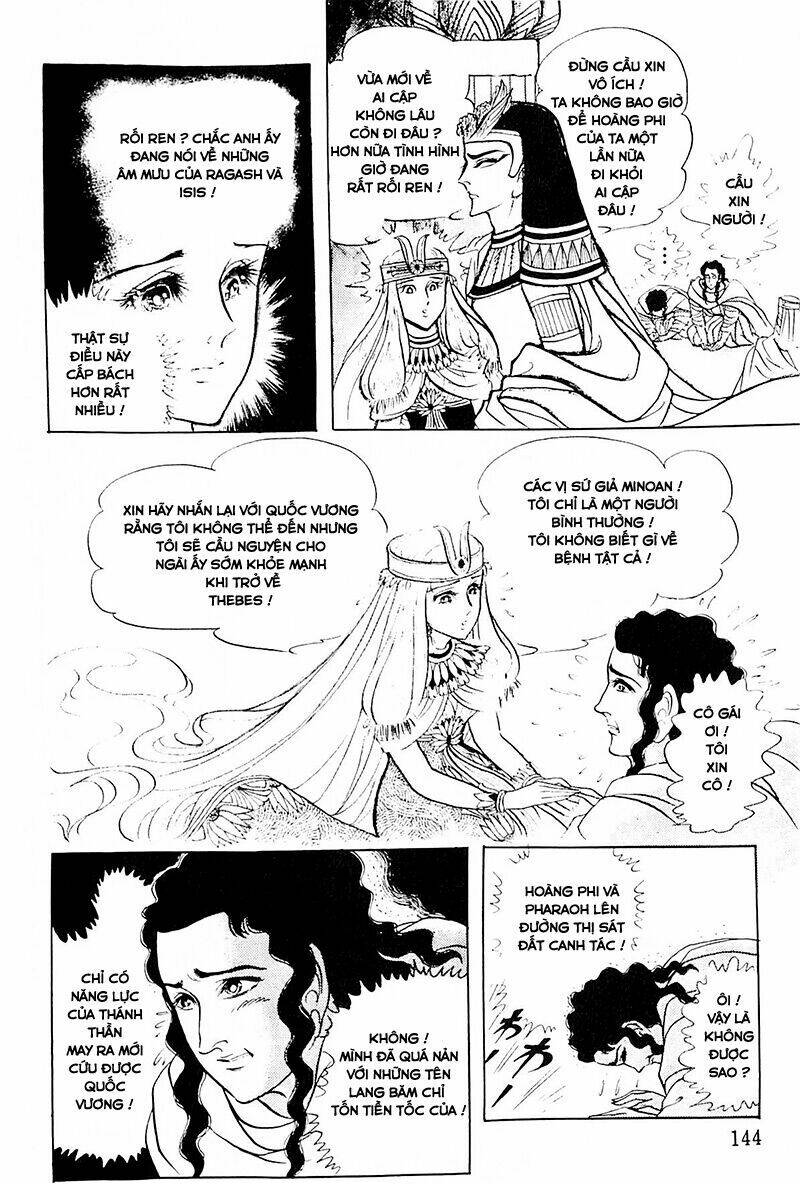 ĐỪNG CẦU XIN
VÔ ÍCH !
TA KHÔNG BAO GIỜ
ĐỂ HOÀNG PHI
CỦA TA MỘT
LẦN NỮA
ĐI KHỎI
AI CẬP
ĐÂU !
CẦU
XIN
NGƯỜI !
...
VỪA MỚI VỀ
AI CẬP
KHÔNG LÂU
CÒN ĐI ĐÂU ?
HƠN NỮA TÌNH HÌNH
GIỜ ĐANG
RẤT RỐI REN !
RỐI REN ? CHẮC ANH ẤY
ĐANG NÓI VỀ NHỮNG
ÂM MƯU CỦA RAGASH VÀ
ISIS !
THẬT SỰ
ĐIỀU NÀY
CẤP BÁCH
HƠN RẤT
NHIỀU !
CÁC VỊ SỨ GIẢ MINOAN !
TÔI CHỈ LÀ MỘT NGƯỜI
BÌNH THƯỜNG !
TÔI KHÔNG BIẾT GÌ VỀ
BỆNH TẬT CẢ !
XIN HÃY NHẮN LẠI VỚI QUỐC VƯƠNG
RẰNG TÔI KHÔNG THỂ ĐẾN NHƯNG
TÔI SẼ CẦU NGUYỆN CHO
NGÀI ẤY SỚM KHỎE MẠNH
KHI TRỞ VỀ
THEBES !
CÔ GÁI
ƠI !
TÔI
XIN
CÔ !
HOÀNG PHI VÀ
PHARAOH LÊN
ĐƯỜNG THỊ SÁT
ĐẤT CANH TÁC !
ÔI !
VẬY LÀ
KHÔNG
ĐƯỢC
SAO ?
KHÔNG !
MÌNH ĐÃ QUÁ NẢN
VỚI NHỮNG TÊN
LANG BĂM CHỈ
TỐN TIỀN TỐC CỦA !
CHỈ CÓ
NĂNG LỰC
CỦA THÁNH
THẦN
MAY RA MỚI
CỨU ĐƯỢC
QUỐC
VƯƠNG !
144